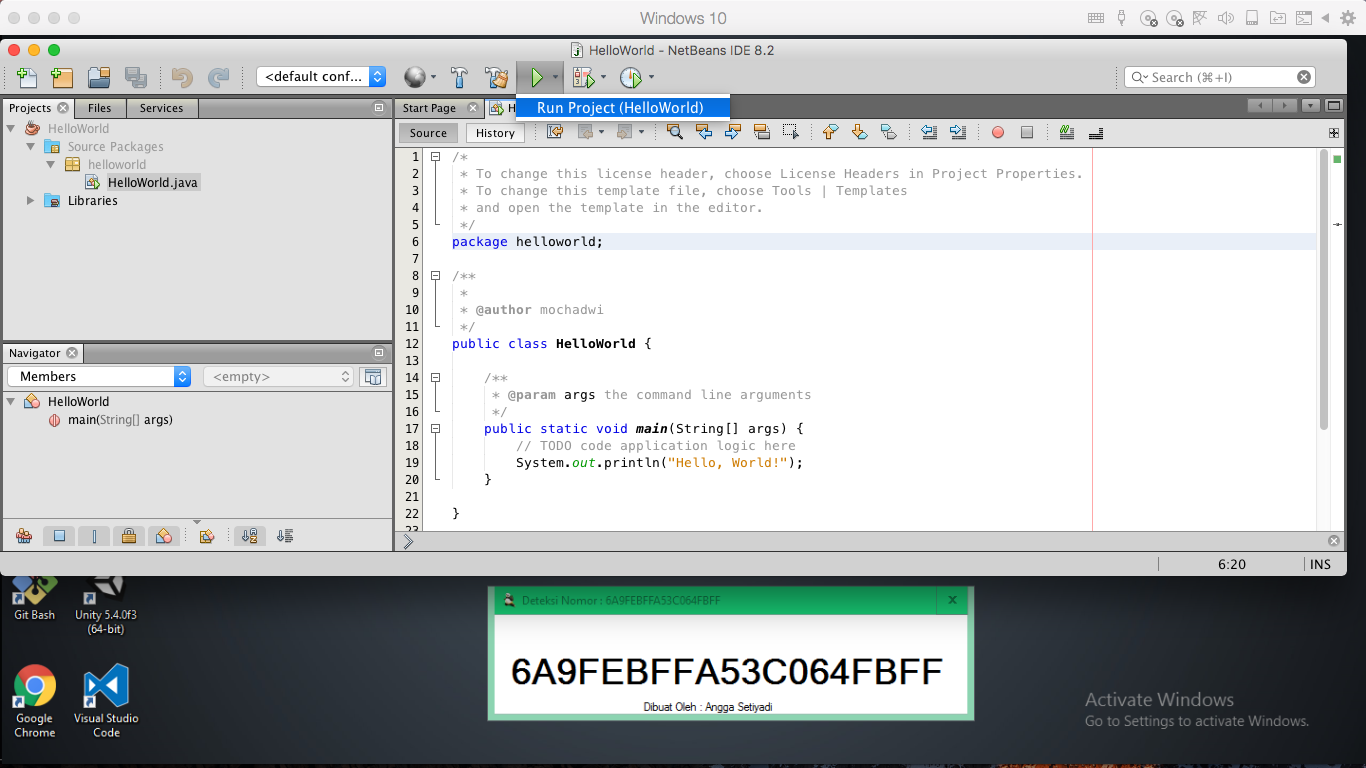 Windows 10
HelloWorld - NetBeans IDE 8.2
<default conf...
Search (⌘+I)
Projects
Files
Services
Start Page
H
Run Project (HelloWorld)
Source
History
HelloWorld
Source Packages
helloworld
HelloWorld.java
Libraries
Navigator
Members
<empty>
HelloWorld
main(String[] args)
1 /*
2 * To change this license header, choose License Headers in Project Properties.
3 * To change this template file, choose Tools | Templates
4 * and open the template in the editor.
5 */
6 package helloworld;
7
8 /**
9 *
10 * @author mochadwi
11 */
12 public class HelloWorld {
13
14 /**
15 * @param args the command line arguments
16 */
17 public static void main(String[] args) {
18 // TODO code application logic here
19 System.out.println("Hello, World!");
20 }
21
22 }
23
6:20
INS
Git Bash
Unity 5.4.0f3
(64-bit)
Google
Chrome
Visual Studio
Code
Deteksi Nomor : 6A9FEBFFA53C064FBFF
6A9FEBFFA53C064FBFF
Dibuat Oleh : Angga Setiyadi
Activate Windows
Go to Settings to activate Windows.